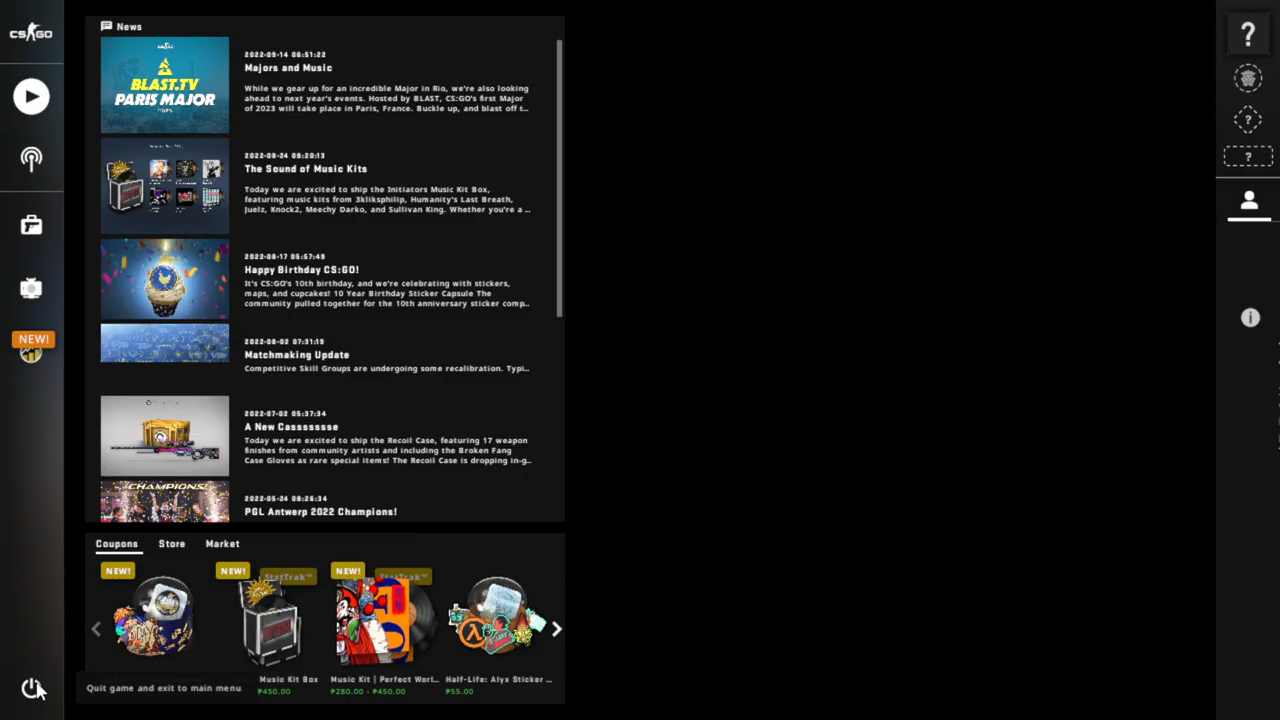 CS GO
News
BLAST.TV
PARIS MAJOR
2022-09-14 06:51:22
Majors and Music
While we gear up for an incredible Major in Rio, we're also looking
ahead to next year's events. Hosted by BLAST, CS:GO's first Major
of 2023 will take place in Paris, France. Buckle up, and blast off t...
2022-08-24 08:20:13
The Sound of Music Kits
Today we are excited to ship the Initiators Music Kit Box,
featuring music kits from 3kliksphilip, Humanity's Last Breath,
Juelz, Knock2, Meechy Darko, and Sullivan King. Whether you're a ...
2022-08-17 05:57:49
Happy Birthday CS:GO!
It's CS:GO's 10th birthday, and we're celebrating with stickers,
maps, and cupcakes! 10 Year Birthday Sticker Capsule The
community pulled together for the 10th anniversary sticker comp...
2022-08-02 07:31:19
Matchmaking Update
Competitive Skill Groups are undergoing some recalibration. Typi...
2022-07-02 05:37:34
A New Cassssssse
Today we are excited to ship the Recoil Case, featuring 17 weapon
finishes from community artists and including the Broken Fang
Case Gloves as rare special items! The Recoil Case is dropping in-g...
CHAMPIONS!
2022-05-24 08:26:34
PGL Antwerp 2022 Champions!
NEW!
Coupons Store Market
NEW! NEW! StatTrak™ NEW! StatTrak™
Music Kit Box Music Kit | Perfect Worl... Half-Life: Alyx Sticker ...
₱450.00 ₱280.00 - ₱450.00 ₱55.00
Quit game and exit to main menu
?
?
?